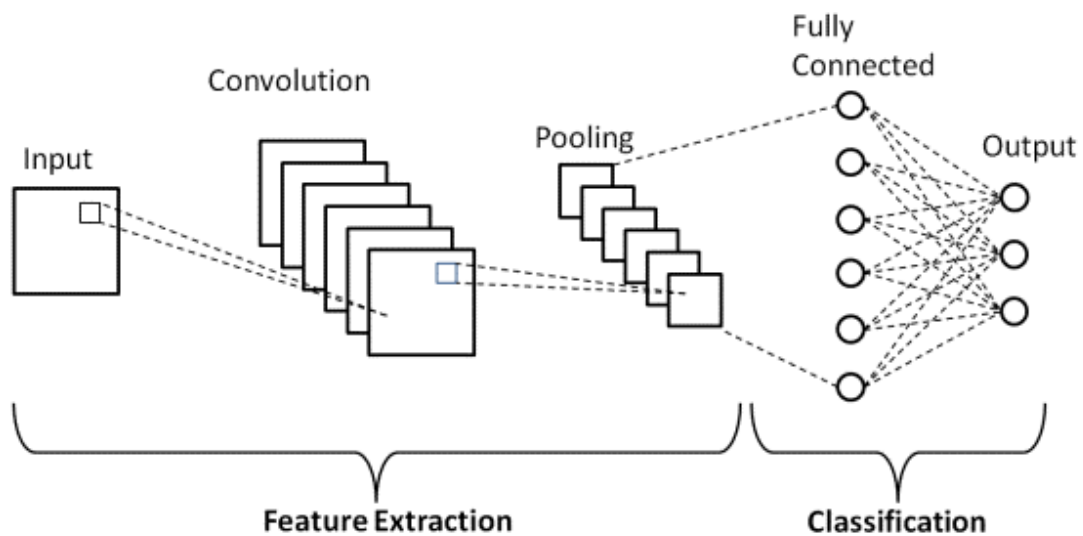 Input
Convolution
Pooling
Fully
Connected
Output
Feature Extraction
Classification